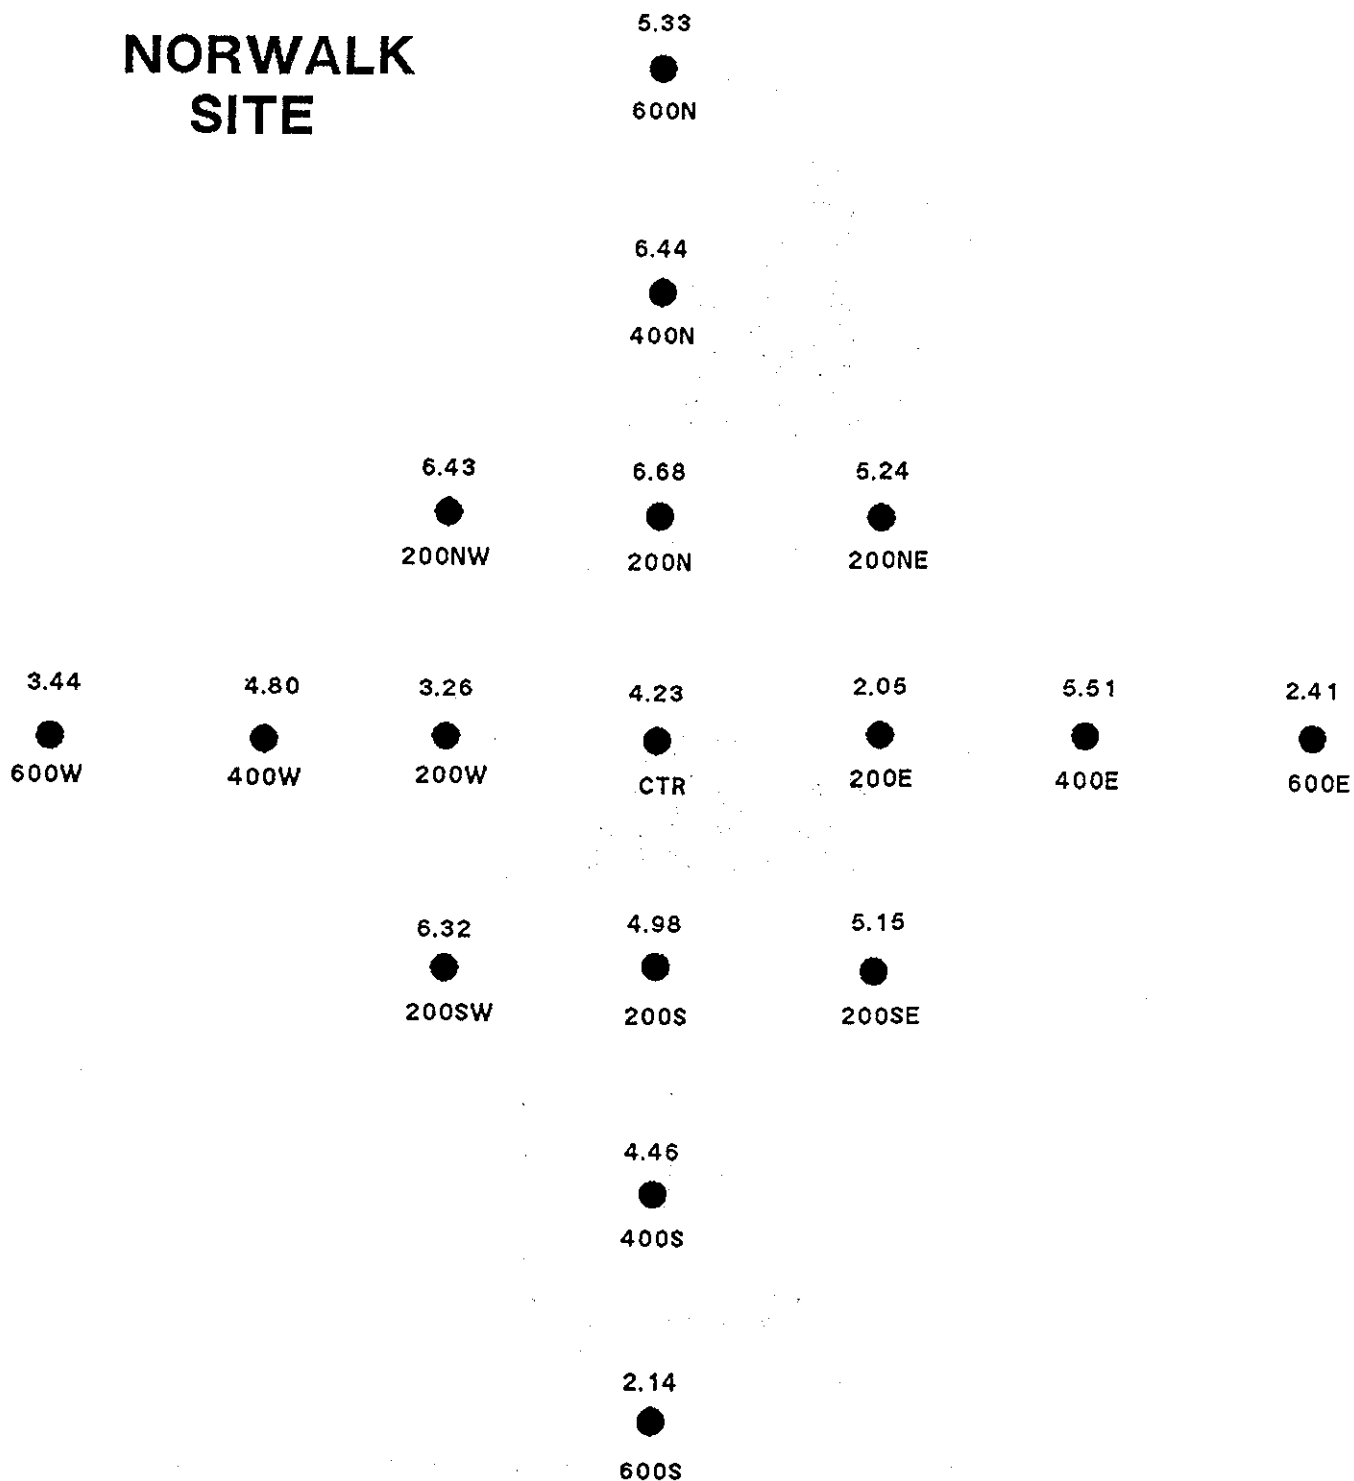 NORWALK
SITE
5.33
600N
6.44
400N
6.43 6.68 5.24
200NW 200N 200NE
3.44 4.80 3.26 4.23 2.05 5.51 2.41
600W 400W 200W CTR 200E 400E 600E
6.32 4.98 5.15
200SW 200S 200SE
4.46
400S
2.14
600S